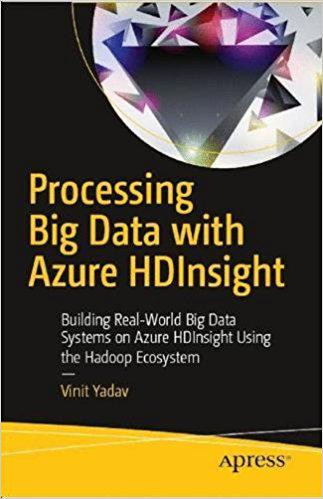 Processing
Big Data with
Azure HDInsight
Building Real-World Big Data
Systems on Azure HDInsight Using
the Hadoop Ecosystem
Vinit Yadav
Apress®